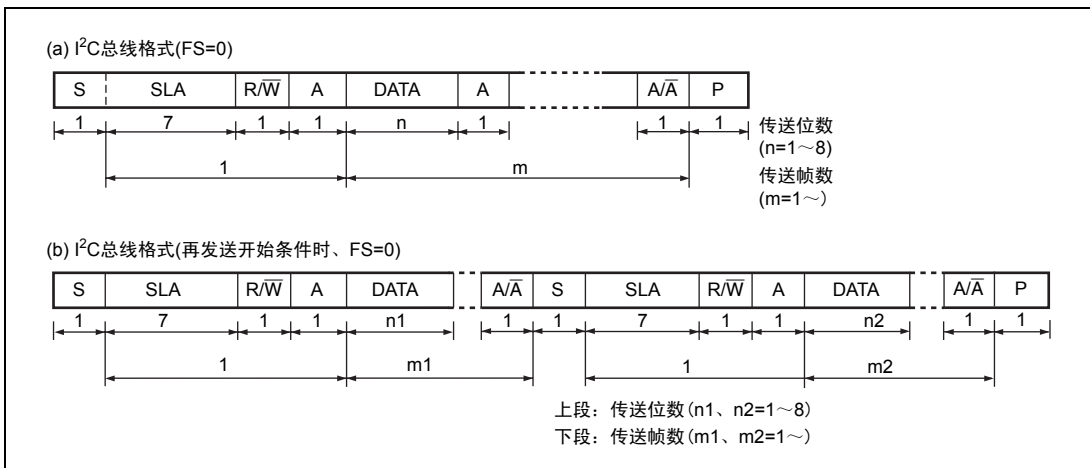 (a) I²C总线格式(FS=0)
S SLA R/W̅ A DATA A A/A̅ P
1 7 1 1 n 1 1 1 传送位数
(n=1～8)
1 m 传送帧数
(m=1～)
(b) I²C总线格式(再发送开始条件时、FS=0)
S SLA R/W̅ A DATA A/A̅ S SLA R/W̅ A DATA A/A̅ P
1 7 1 1 n1 1 1 7 1 1 n2 1 1
1 m1 1 m2
上段：传送位数(n1、n2=1～8)
下段：传送帧数(m1、m2=1～)